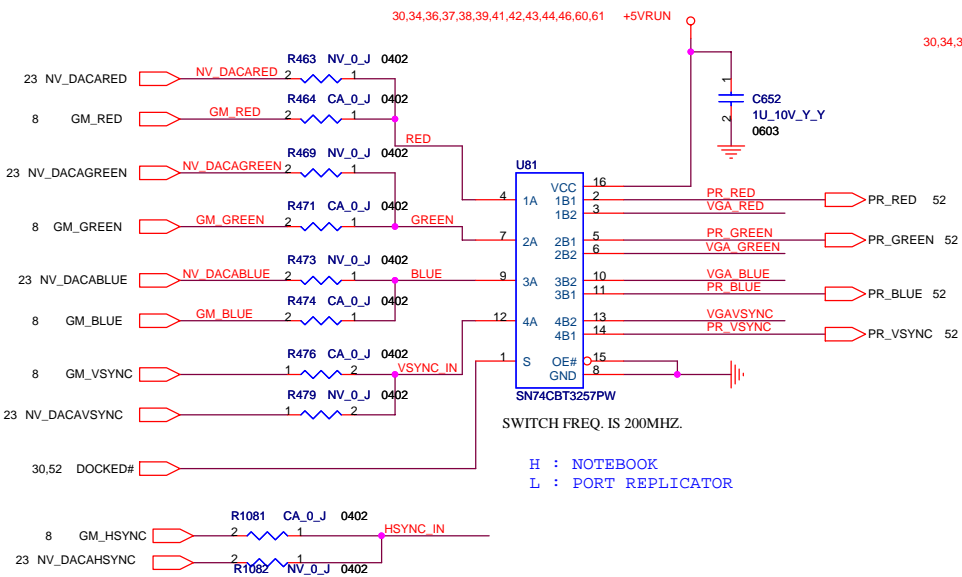 30,34,36,37,38,39,41,42,43,44,46,60,61 +5VRUN
30,34,3
R463 NV_0_J 0402
23 NV_DACARED NV_DACARED 2 1
R464 CA_0_J 0402
8 GM_RED GM_RED 2 1
RED
1
C652
1U_10V_Y_Y
2
0603
R469 NV_0_J 0402
23 NV_DACAGREEN NV_DACAGREEN 2 1
R471 CA_0_J 0402
8 GM_GREEN GM_GREEN 2 1 GREEN
R473 NV_0_J 0402
23 NV_DACABLUE NV_DACABLUE 2 1 BLUE
R474 CA_0_J 0402
8 GM_BLUE GM_BLUE 2 1
R476 CA_0_J 0402
8 GM_VSYNC 1 2 VSYNC_IN
R479 NV_0_J 0402
23 NV_DACAVSYNC 1 2
30,52 DOCKED#
U81
VCC 16
4 1A 1B1 2 PR_RED PR_RED 52
1B2 3 VGA_RED
7 2A 2B1 5 PR_GREEN PR_GREEN 52
2B2 6 VGA_GREEN
9 3A 3B2 10 VGA_BLUE
3B1 11 PR_BLUE PR_BLUE 52
12 4A 4B2 13 VGAVSYNC
4B1 14 PR_VSYNC PR_VSYNC 52
1 S OE# 15
GND 8
SN74CBT3257PW
SWITCH FREQ. IS 200MHZ.
H : NOTEBOOK
L : PORT REPLICATOR
R1081 CA_0_J 0402
8 GM_HSYNC 2 1 HSYNC_IN
23 NV_DACAHSYNC 2 1
R1082 NV_0_J 0402